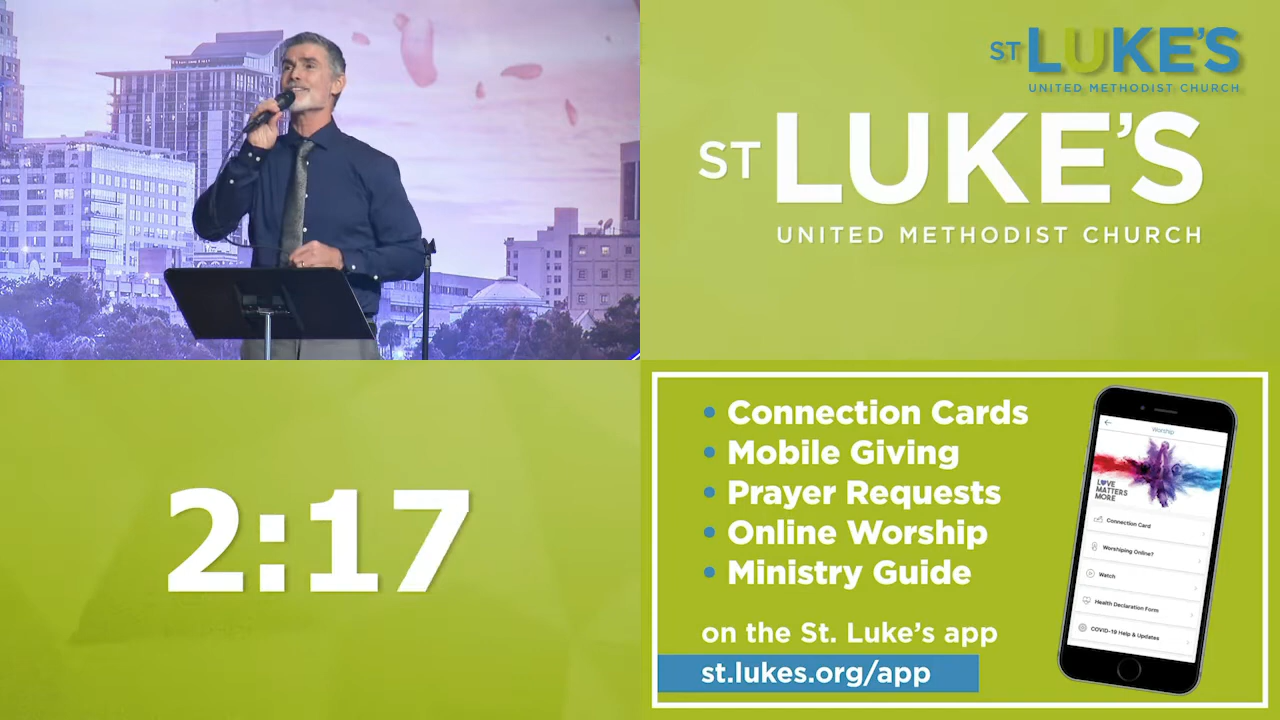 ST LUKE'S
UNITED METHODIST CHURCH
ST LUKE'S
UNITED METHODIST CHURCH
2:17
• Connection Cards
• Mobile Giving
• Prayer Requests
• Online Worship
• Ministry Guide
on the St. Luke's app
st.lukes.org/app
Worship
LOVE
MATTERS
MORE
Connection Card
Worshiping Online?
Watch
Health Declaration Form
COVID-19 Help & Updates